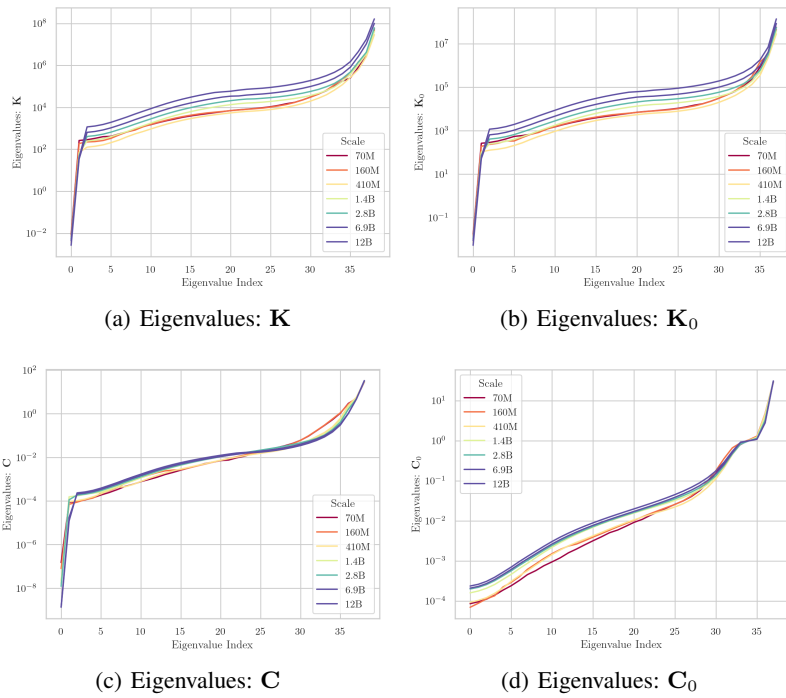 10^8
10^6
10^4
10^2
10^0
10^-2
Eigenvalues: K
0 5 10 15 20 25 30 35
Eigenvalue Index
Scale
70M
160M
410M
1.4B
2.8B
6.9B
12B
(a) Eigenvalues: K
10^7
10^5
10^3
10^1
10^-1
Eigenvalues: K₀
0 5 10 15 20 25 30 35
Eigenvalue Index
Scale
70M
160M
410M
1.4B
2.8B
6.9B
12B
(b) Eigenvalues: K₀
10^2
10^0
10^-2
10^-4
10^-6
10^-8
Eigenvalues: C
0 5 10 15 20 25 30 35
Eigenvalue Index
Scale
70M
160M
410M
1.4B
2.8B
6.9B
12B
(c) Eigenvalues: C
10^1
10^0
10^-1
10^-2
10^-3
10^-4
Eigenvalues: C₀
0 5 10 15 20 25 30 35
Eigenvalue Index
Scale
70M
160M
410M
1.4B
2.8B
6.9B
12B
(d) Eigenvalues: C₀